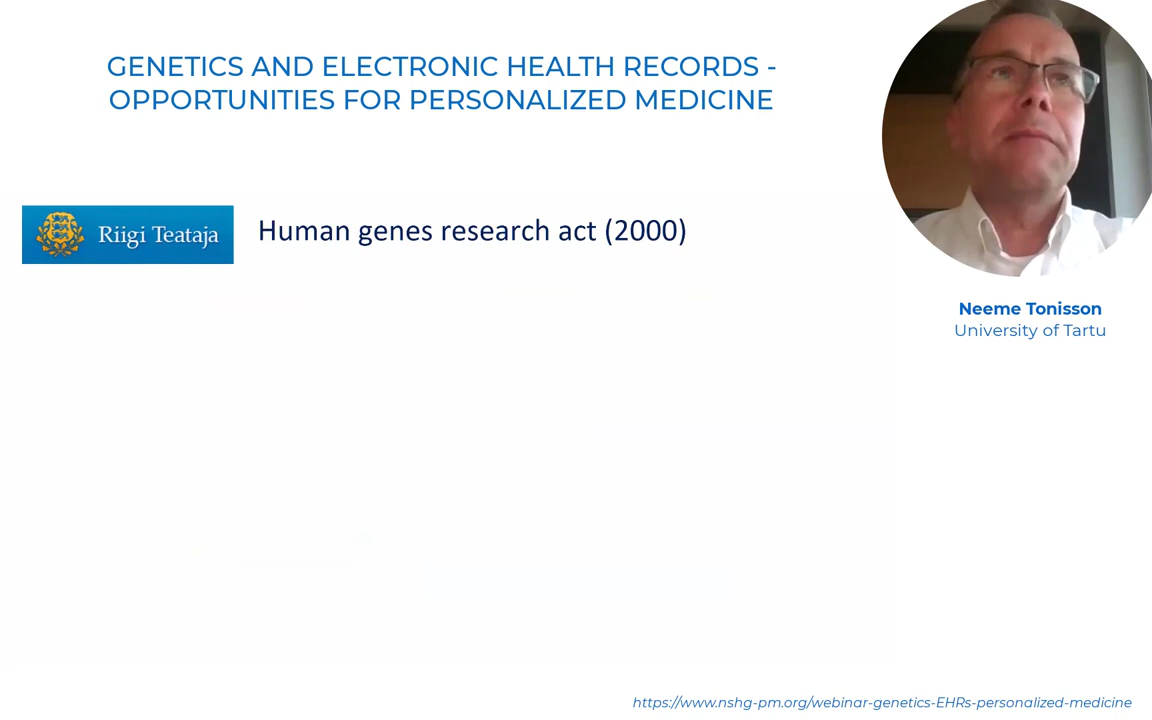 GENETICS AND ELECTRONIC HEALTH RECORDS -
OPPORTUNITIES FOR PERSONALIZED MEDICINE
Riigi Teataja
Human genes research act (2000)
Neeme Tonisson
University of Tartu
https://www.nshg-pm.org/webinar-genetics-EHRs-personalized-medicine